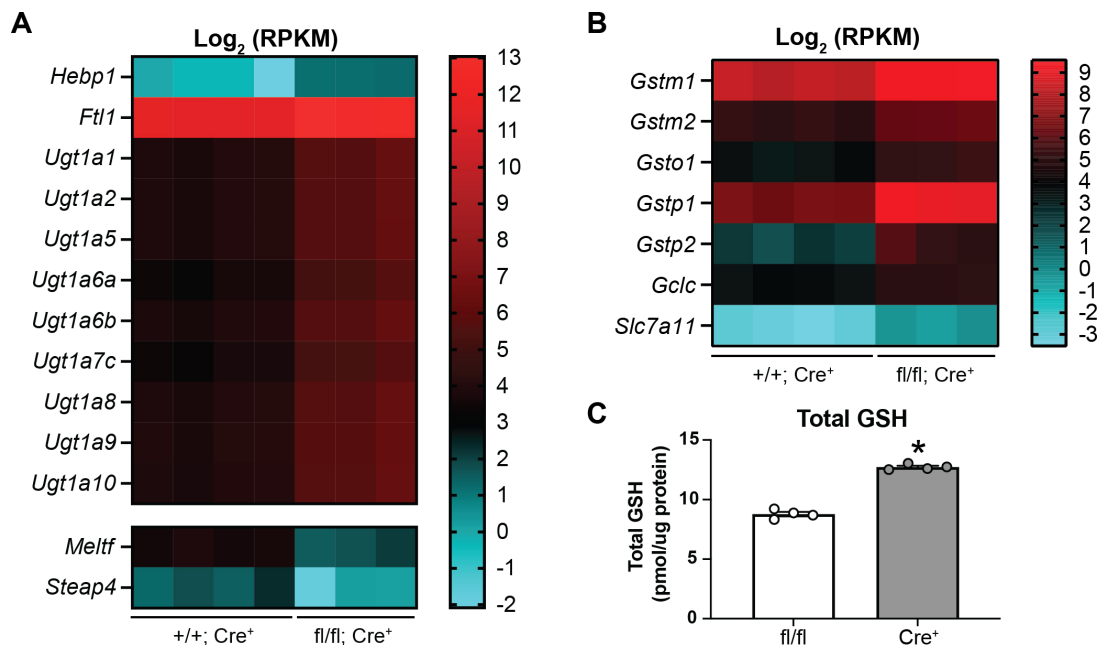 A
Log2 (RPKM)
Hebp1
Ftl1
Ugt1a1
Ugt1a2
Ugt1a5
Ugt1a6a
Ugt1a6b
Ugt1a7c
Ugt1a8
Ugt1a9
Ugt1a10
Meltf
Steap4
+/+; Cre+
fl/fl; Cre+
13
12
11
10
9
8
7
6
5
4
3
2
1
0
-1
-2
B
Log2 (RPKM)
Gstm1
Gstm2
Gsto1
Gstp1
Gstp2
Gclc
Slc7a11
+/+; Cre+
fl/fl; Cre+
9
8
7
6
5
4
3
2
1
0
-1
-2
-3
C
Total GSH
Total GSH
(pmol/ug protein)
15
10
5
0
*
fl/fl
Cre+